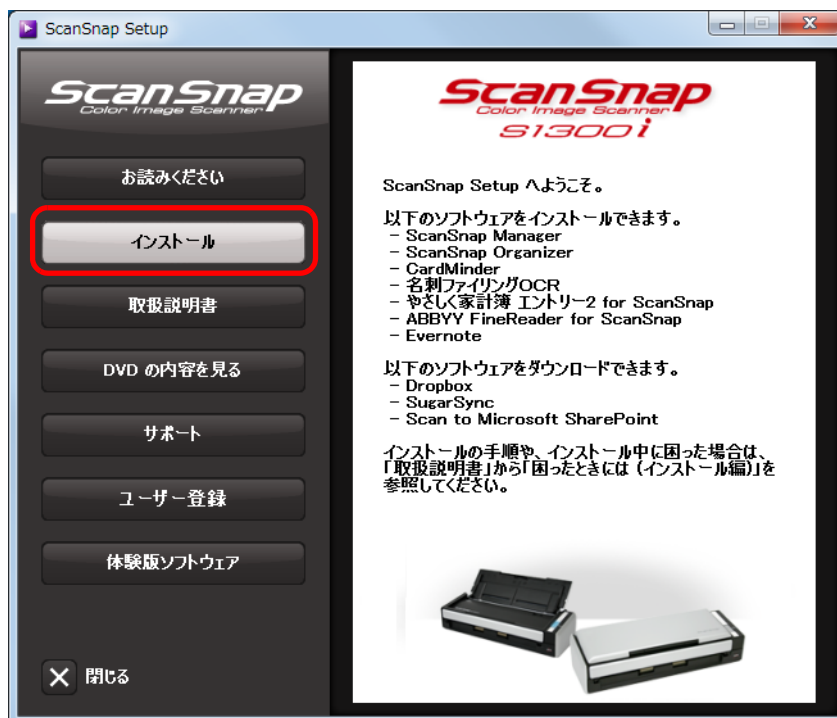 ScanSnap Setup
ScanSnap
Color Image Scanner
お読みください
インストール
取扱説明書
DVD の内容を見る
サポート
ユーザー登録
体験版ソフトウェア
閉じる
ScanSnap
Color Image Scanner
S1300i
ScanSnap Setup へようこそ。
以下のソフトウェアをインストールできます。
- ScanSnap Manager
- ScanSnap Organizer
- CardMinder
- 名刺ファイリングOCR
- やさしく家計簿 エントリー2 for ScanSnap
- ABBYY FineReader for ScanSnap
- Evernote
以下のソフトウェアをダウンロードできます。
- Dropbox
- SugarSync
- Scan to Microsoft SharePoint
インストールの手順や、インストール中に困った場合は、
「取扱説明書」から「困ったときには（インストール編）」を
参照してください。